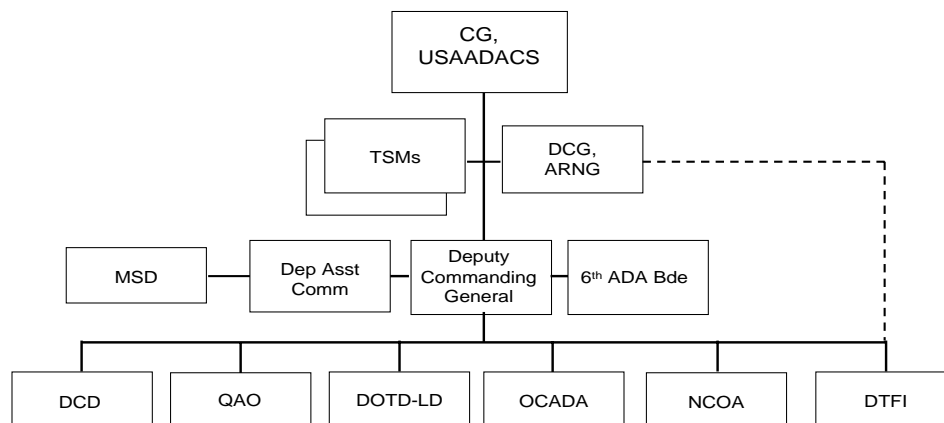 CG,
USAADACS
TSMs
DCG,
ARNG
MSD
Dep Asst
Comm
Deputy
Commanding
General
6th ADA Bde
DCD
QAO
DOTD-LD
OCADA
NCOA
DTFI